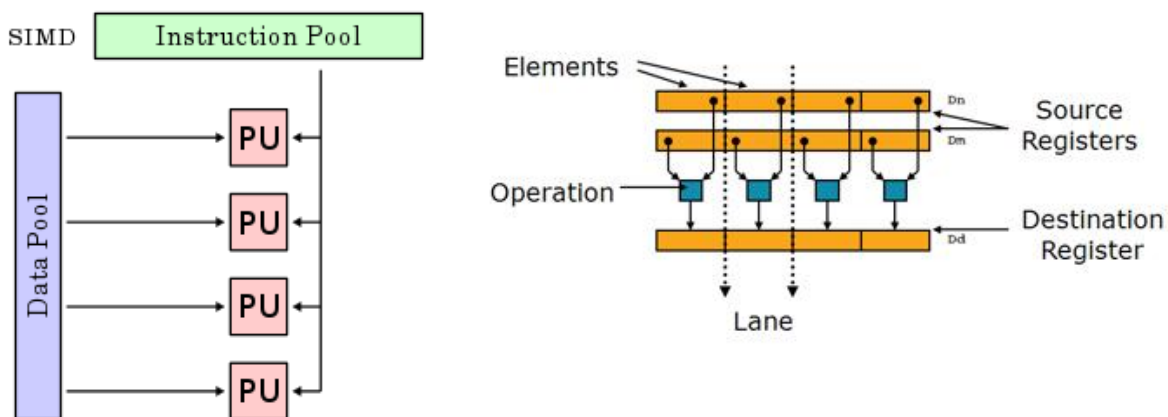 SIMD
Instruction Pool
Data Pool
PU
PU
PU
PU
Elements
Dn
Source
Registers
Dm
Operation
Destination
Register
Dd
Lane